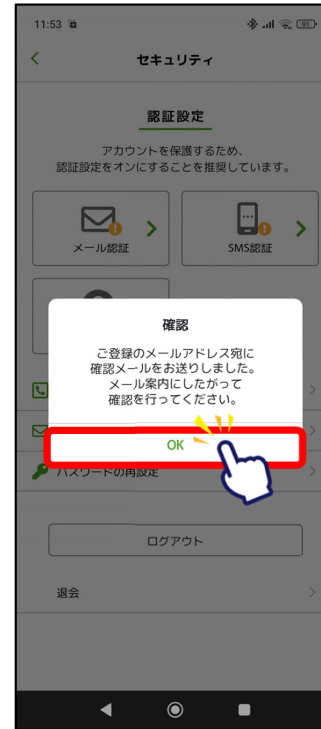 11:53
91
セキュリティ
認証設定
アカウントを保護するため、
認証設定をオンにすることを推奨しています。
メール認証
SMS認証
確認
ご登録のメールアドレス宛に
確認メールをお送りしました。
メール案内にしたがって
確認を行ってください。
OK
パスワードの再設定
ログアウト
退会